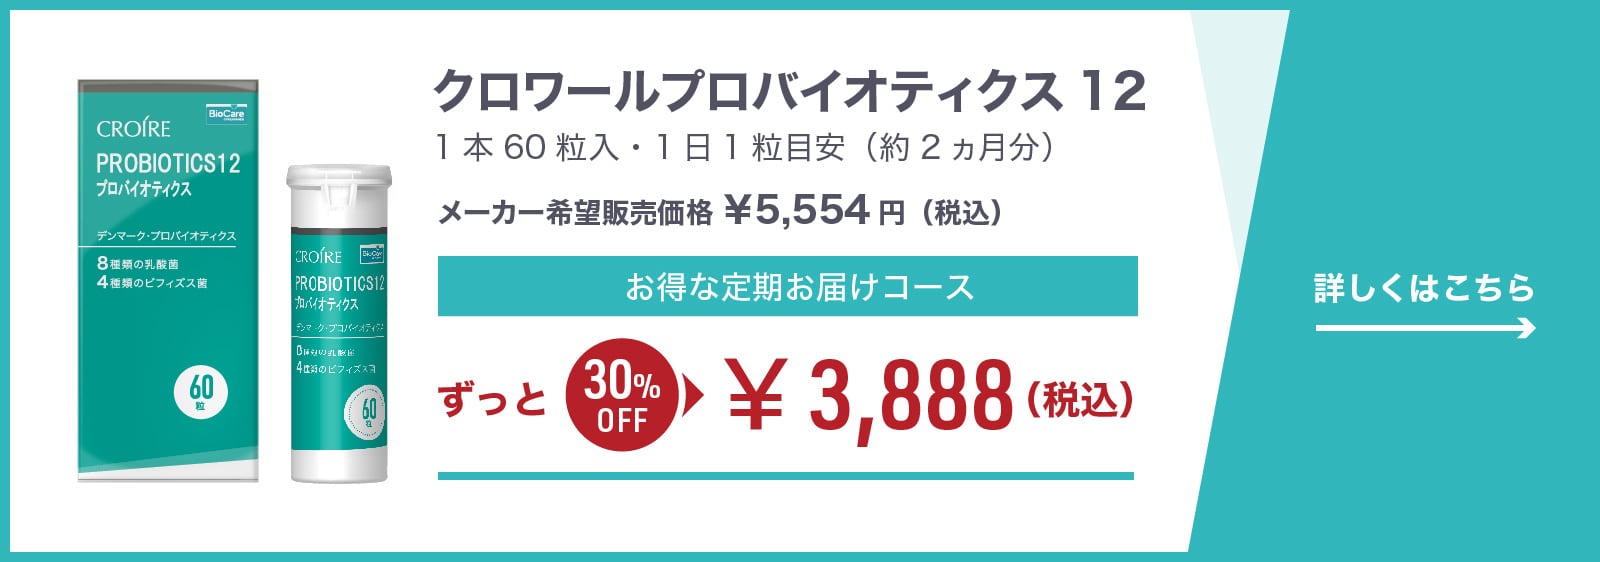 クロワールプロバイオティクス 12
1 本 60 粒入・1 日 1 粒目安（約 2 ヵ月分）
メーカー希望販売価格 ¥5,554 円（税込）
お得な定期お届けコース
ずっと 30% OFF ¥ 3,888（税込）
詳しくはこちら
BioCare
CROIRE
PROBIOTICS12
プロバイオティクス
デンマーク・プロバイオティクス
8種類の乳酸菌
4種類のビフィズス菌
60
粒
CROIRE
BioCare
PROBIOTICS12
プロバイオティクス
デンマーク・プロバイオティクス
8種類の乳酸菌
4種類のビフィズス菌
60
粒